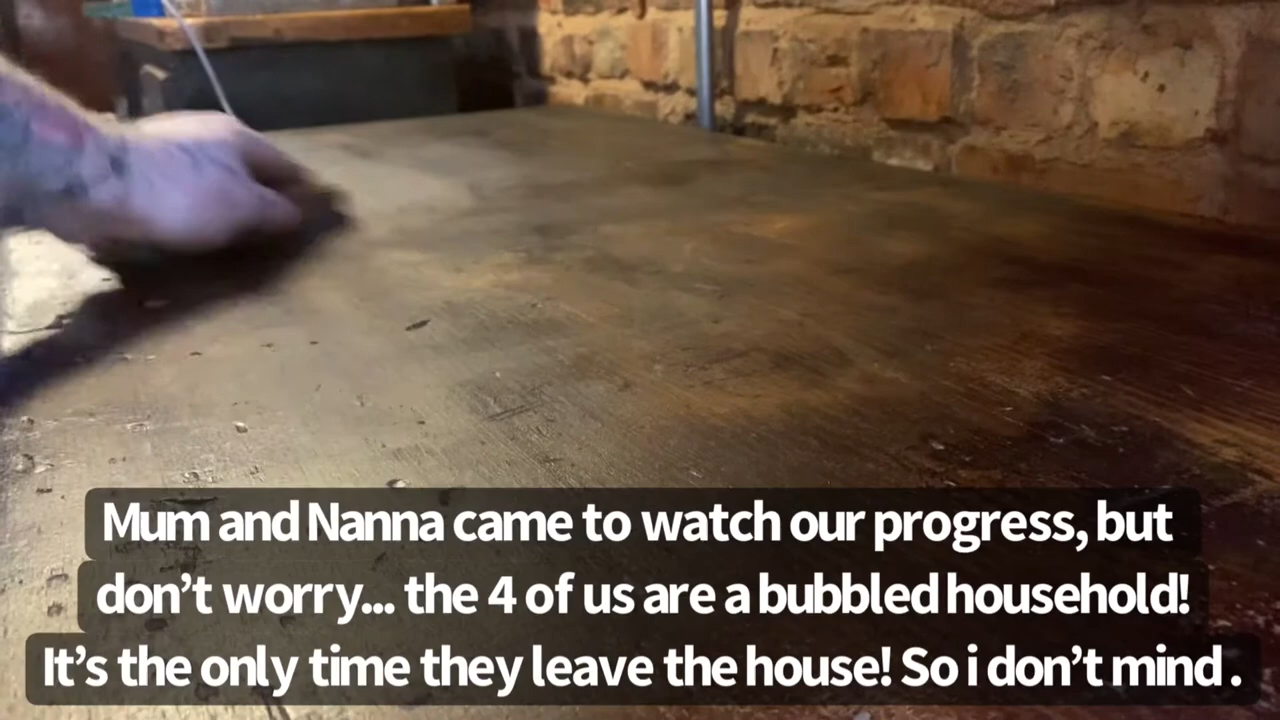 Mum and Nanna came to watch our progress, but
don’t worry... the 4 of us are a bubbled household!
It’s the only time they leave the house! So i don’t mind.